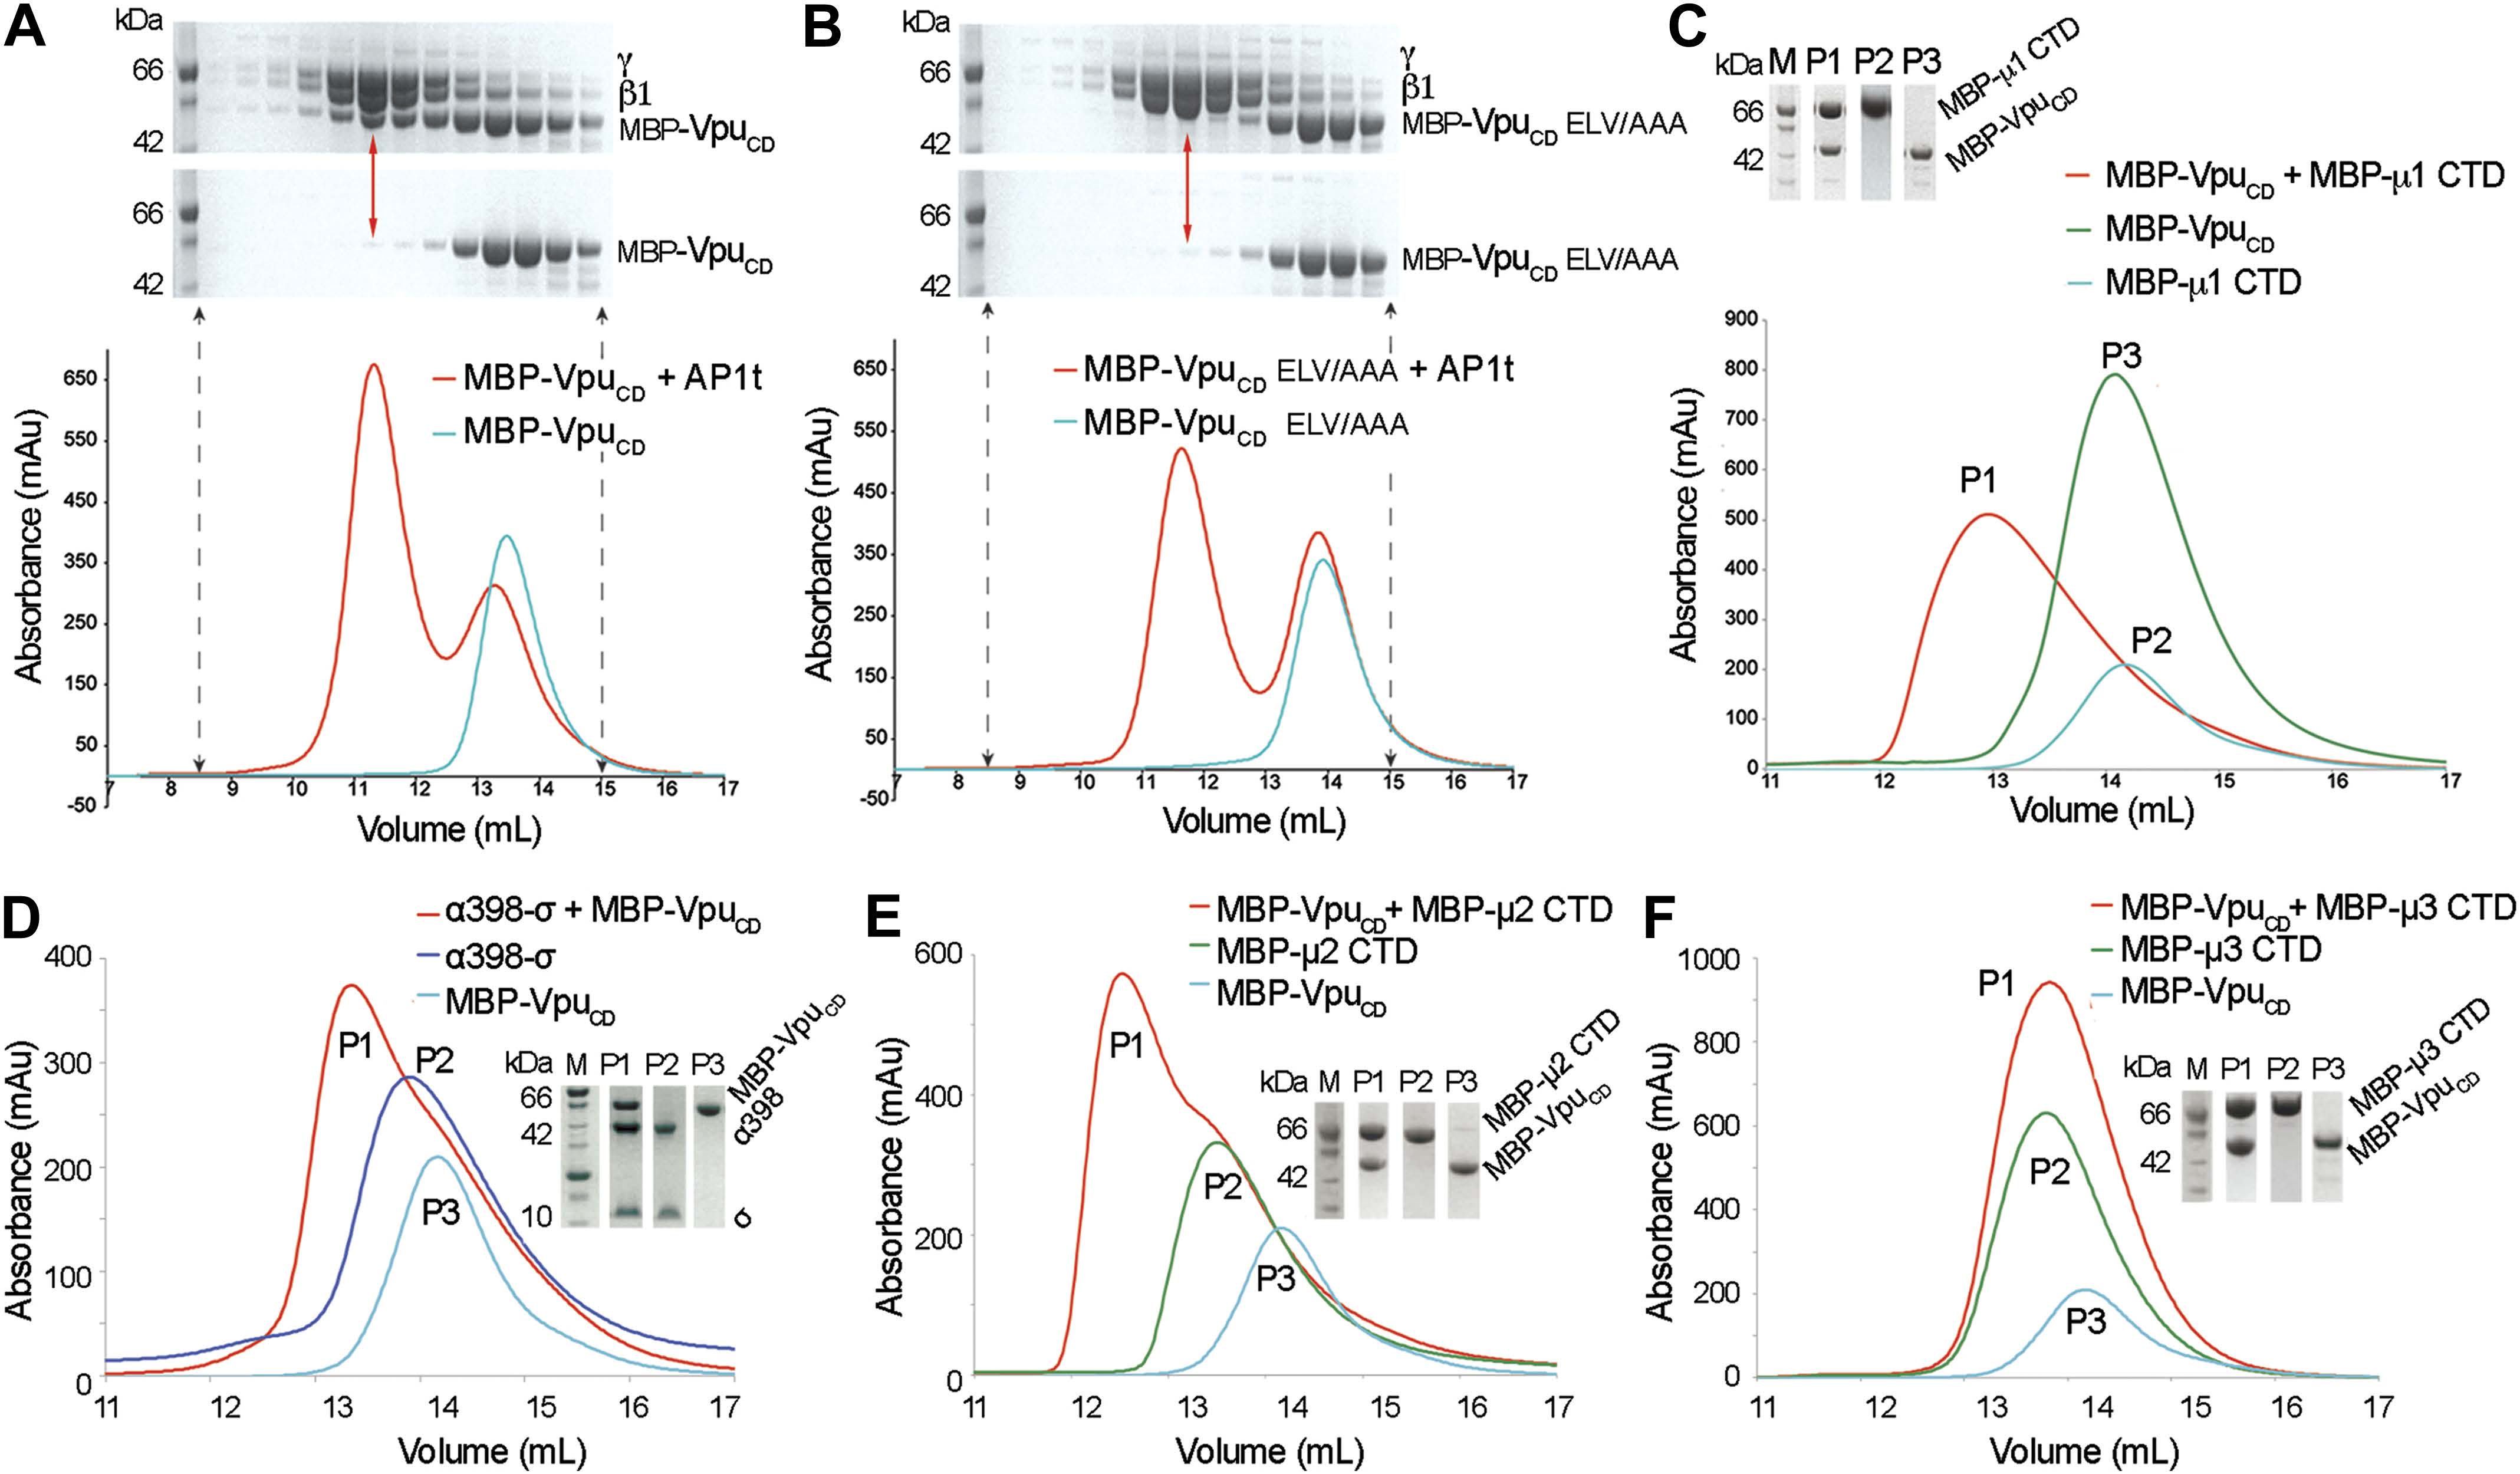 A
kDa
66
42
γ
β1
MBP-VpuCD
66
42
MBP-VpuCD
MBP-VpuCD + AP1t
MBP-VpuCD
Absorbance (mAu)
650
550
450
350
250
150
50
-50
7 8 9 10 11 12 13 14 15 16 17
Volume (mL)
B
kDa
66
42
γ
β1
MBP-VpuCD ELV/AAA
66
42
MBP-VpuCD ELV/AAA
MBP-VpuCD ELV/AAA + AP1t
MBP-VpuCD ELV/AAA
Absorbance (mAu)
650
550
450
350
250
150
50
-50
7 8 9 10 11 12 13 14 15 16 17
Volume (mL)
C
kDa M P1 P2 P3
66
42
MBP-μ1 CTD
MBP-VpuCD
MBP-VpuCD + MBP-μ1 CTD
MBP-VpuCD
MBP-μ1 CTD
Absorbance (mAu)
900
800
700
600
500
400
300
200
100
0
P1
P3
P2
11 12 13 14 15 16 17
Volume (mL)
D
α398-σ + MBP-VpuCD
α398-σ
MBP-VpuCD
Absorbance (mAu)
400
300
200
100
0
P1
P2
P3
kDa M P1 P2 P3
66
42
10
MBP-VpuCD
α398
σ
11 12 13 14 15 16 17
Volume (mL)
E
MBP-VpuCD+ MBP-μ2 CTD
MBP-μ2 CTD
MBP-VpuCD
Absorbance (mAu)
600
400
200
0
P1
P2
P3
kDa M P1 P2 P3
66
42
MBP-μ2 CTD
MBP-VpuCD
11 12 13 14 15 16 17
Volume (mL)
F
MBP-VpuCD+ MBP-μ3 CTD
MBP-μ3 CTD
MBP-VpuCD
Absorbance (mAu)
1000
800
600
400
200
0
P1
P2
P3
kDa M P1 P2 P3
66
42
MBP-μ3 CTD
MBP-VpuCD
11 12 13 14 15 16 17
Volume (mL)